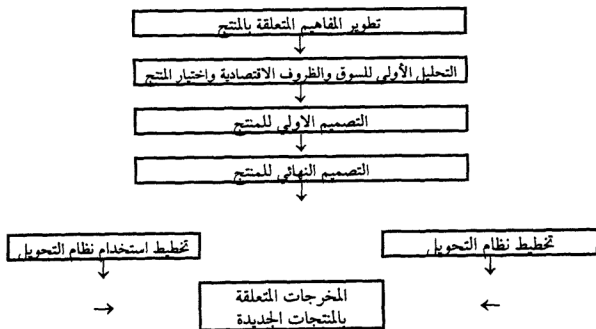 تطوير المفاهيم المتعلقة بالمنتج
التحليل الأولي للسوق والظروف الاقتصادية واختيار المنتج
التصميم الاولي للمنتج
التصميم النهائي للمنتج
تخطيط نظام التحويل
تخطيط استخدام نظام التحويل
المخرجات المتعلقة
بالمنتجات الجديدة